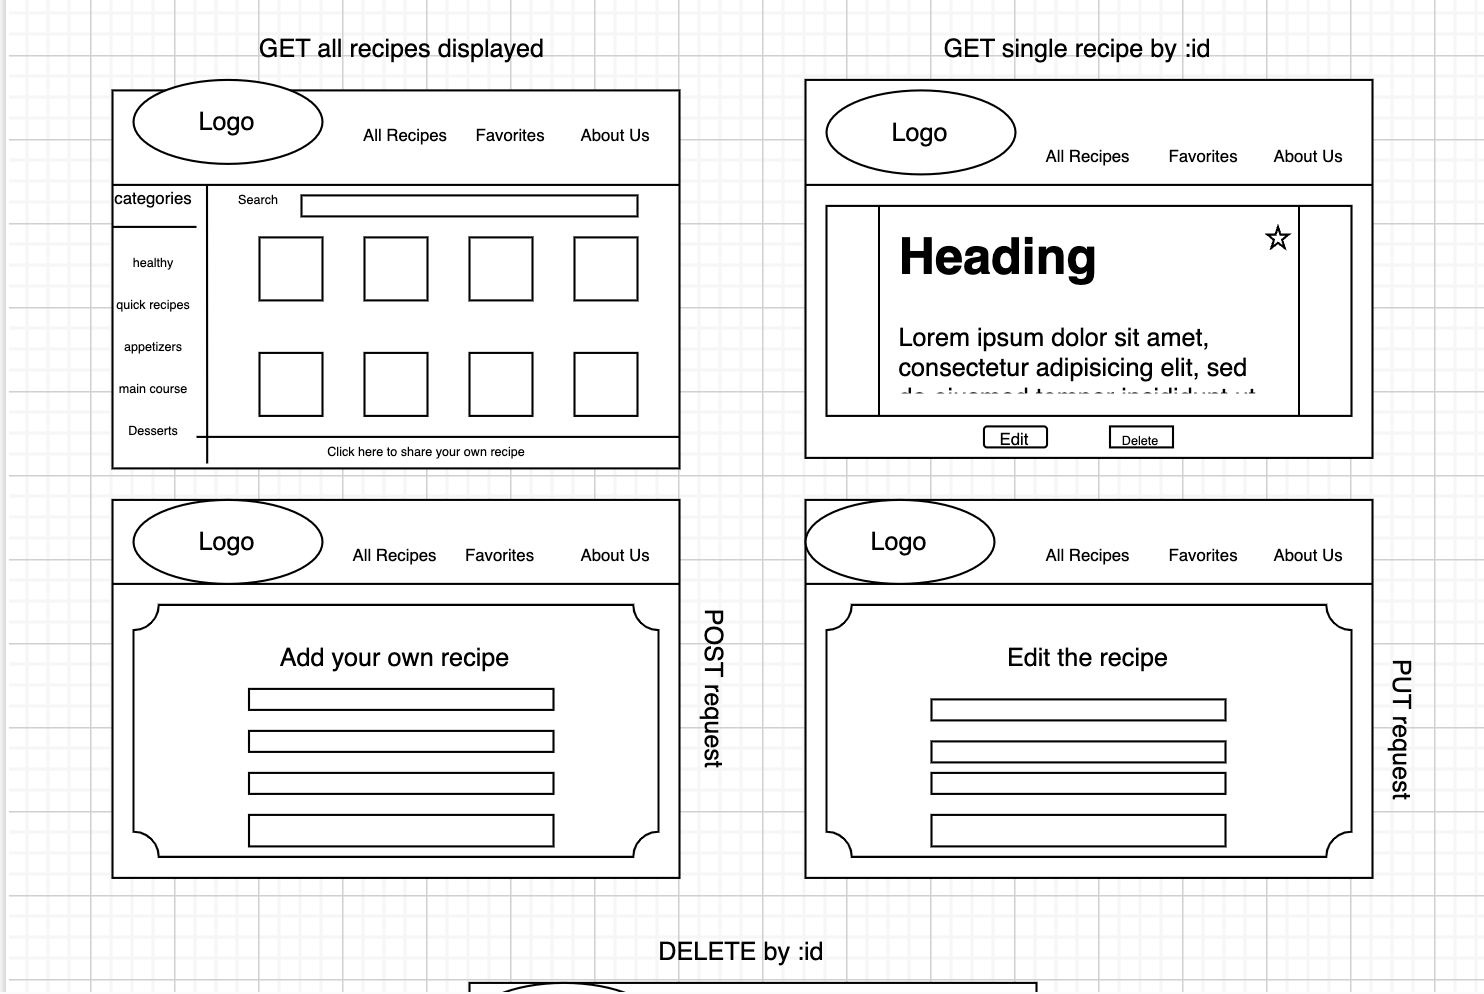 GET all recipes displayed
Logo
All Recipes Favorites About Us
categories
healthy
quick recipes
appetizers
main course
Desserts
Search
Click here to share your own recipe
GET single recipe by :id
Logo
All Recipes Favorites About Us
Heading
Lorem ipsum dolor sit amet,
consectetur adipisicing elit, sed
Edit
Delete
Logo
All Recipes Favorites About Us
Add your own recipe
POST request
Logo
All Recipes Favorites About Us
Edit the recipe
PUT request
DELETE by :id